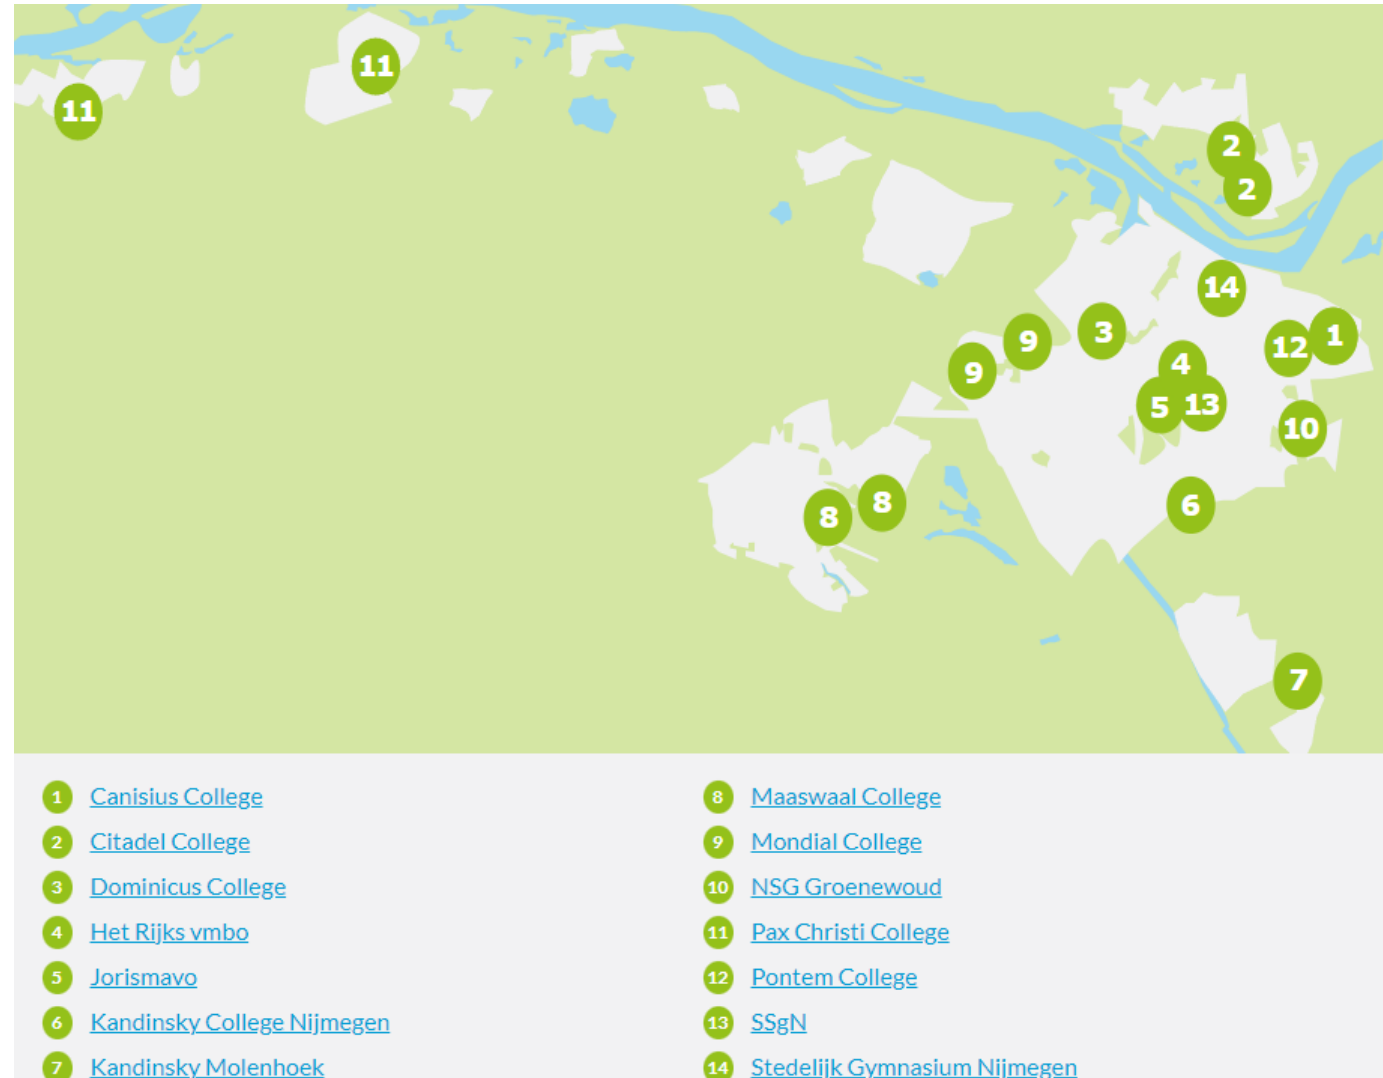 11
11
2
2
14
3
9
12
1
4
9
5
13
10
8
8
6
7
1 Canisius College
2 Citadel College
3 Dominicus College
4 Het Rijks vmbo
5 Jorismavo
6 Kandinsky College Nijmegen
7 Kandinsky Molenhoek
8 Maaswaal College
9 Mondial College
10 NSG Groenewoud
11 Pax Christi College
12 Pontem College
13 SSgN
14 Stedelijk Gymnasium Nijmegen